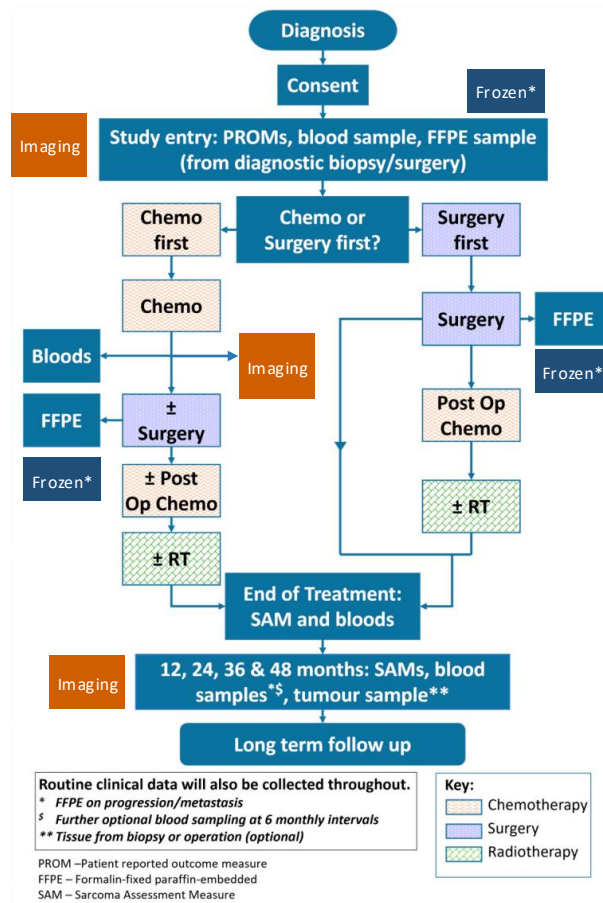 Diagnosis
Consent
Frozen*
Imaging
Study entry: PROMs, blood sample, FFPE sample
(from diagnostic biopsy/surgery)
Chemo
first
Chemo or
Surgery first?
Surgery
first
Chemo
Surgery
FFPE
Bloods
Imaging
Frozen*
FFPE
±
Surgery
Post Op
Chemo
Frozen*
± Post
Op Chemo
± RT
± RT
End of Treatment:
SAM and bloods
Imaging
12, 24, 36 & 48 months: SAMs, blood
samples*$, tumour sample**
Long term follow up
Routine clinical data will also be collected throughout.
* FFPE on progression/metastasis
$ Further optional blood sampling at 6 monthly intervals
** Tissue from biopsy or operation (optional)
PROM –Patient reported outcome measure
FFPE – Formalin-fixed paraffin-embedded
SAM – Sarcoma Assessment Measure
Key:
Chemotherapy
Surgery
Radiotherapy